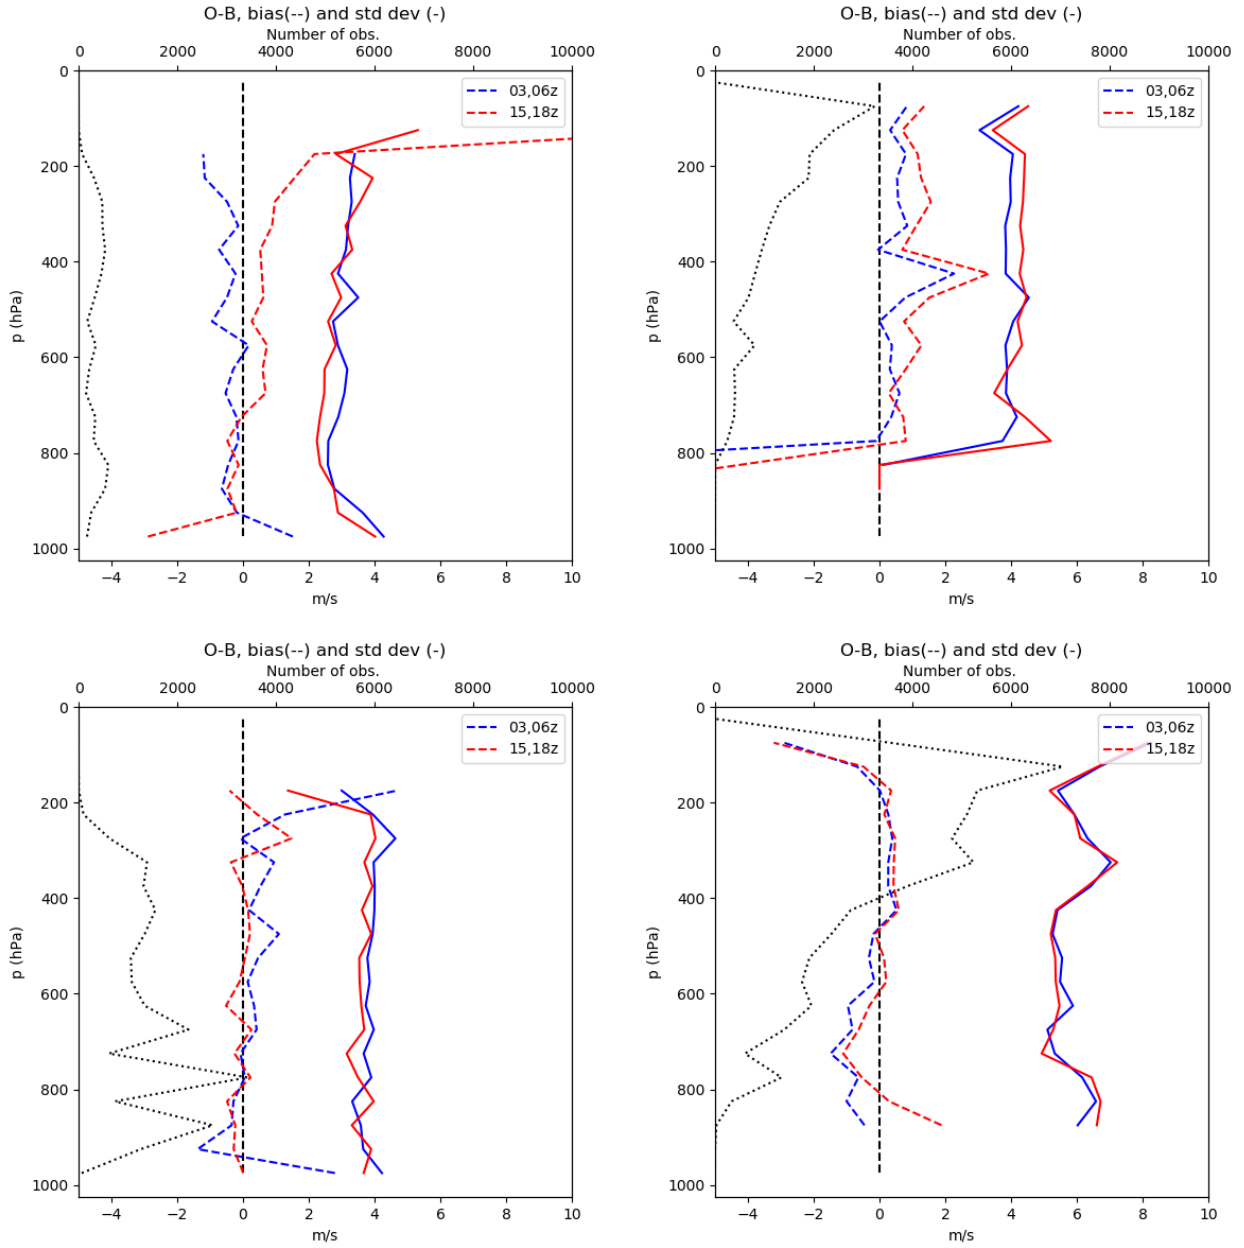 O-B, bias(--) and std dev (-)
Number of obs.
0 2000 4000 6000 8000 10000
03,06z
15,18z
0
200
400
600
800
1000
p (hPa)
−4 −2 0 2 4 6 8 10
m/s
O-B, bias(--) and std dev (-)
Number of obs.
0 2000 4000 6000 8000 10000
03,06z
15,18z
0
200
400
600
800
1000
p (hPa)
−4 −2 0 2 4 6 8 10
m/s
O-B, bias(--) and std dev (-)
Number of obs.
0 2000 4000 6000 8000 10000
03,06z
15,18z
0
200
400
600
800
1000
p (hPa)
−4 −2 0 2 4 6 8 10
m/s
O-B, bias(--) and std dev (-)
Number of obs.
0 2000 4000 6000 8000 10000
03,06z
15,18z
0
200
400
600
800
1000
p (hPa)
−4 −2 0 2 4 6 8 10
m/s